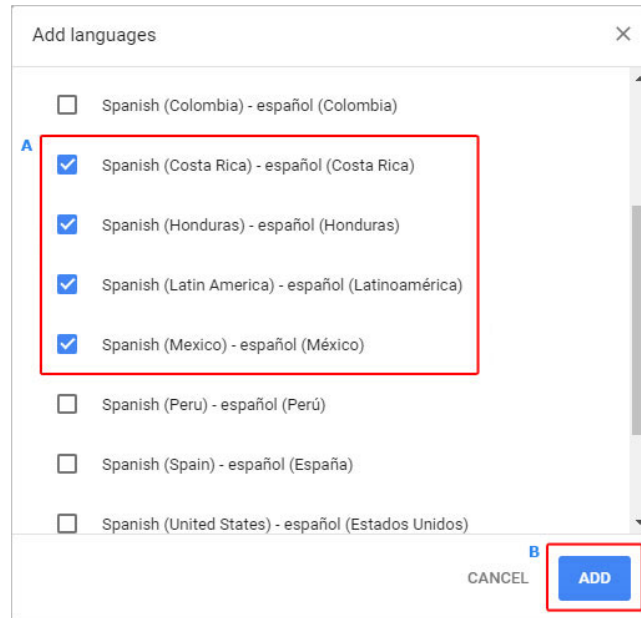 Add languages
Spanish (Colombia) - español (Colombia)
A
Spanish (Costa Rica) - español (Costa Rica)
Spanish (Honduras) - español (Honduras)
Spanish (Latin America) - español (Latinoamérica)
Spanish (Mexico) - español (México)
Spanish (Peru) - español (Perú)
Spanish (Spain) - español (España)
Spanish (United States) - español (Estados Unidos)
B
CANCEL ADD